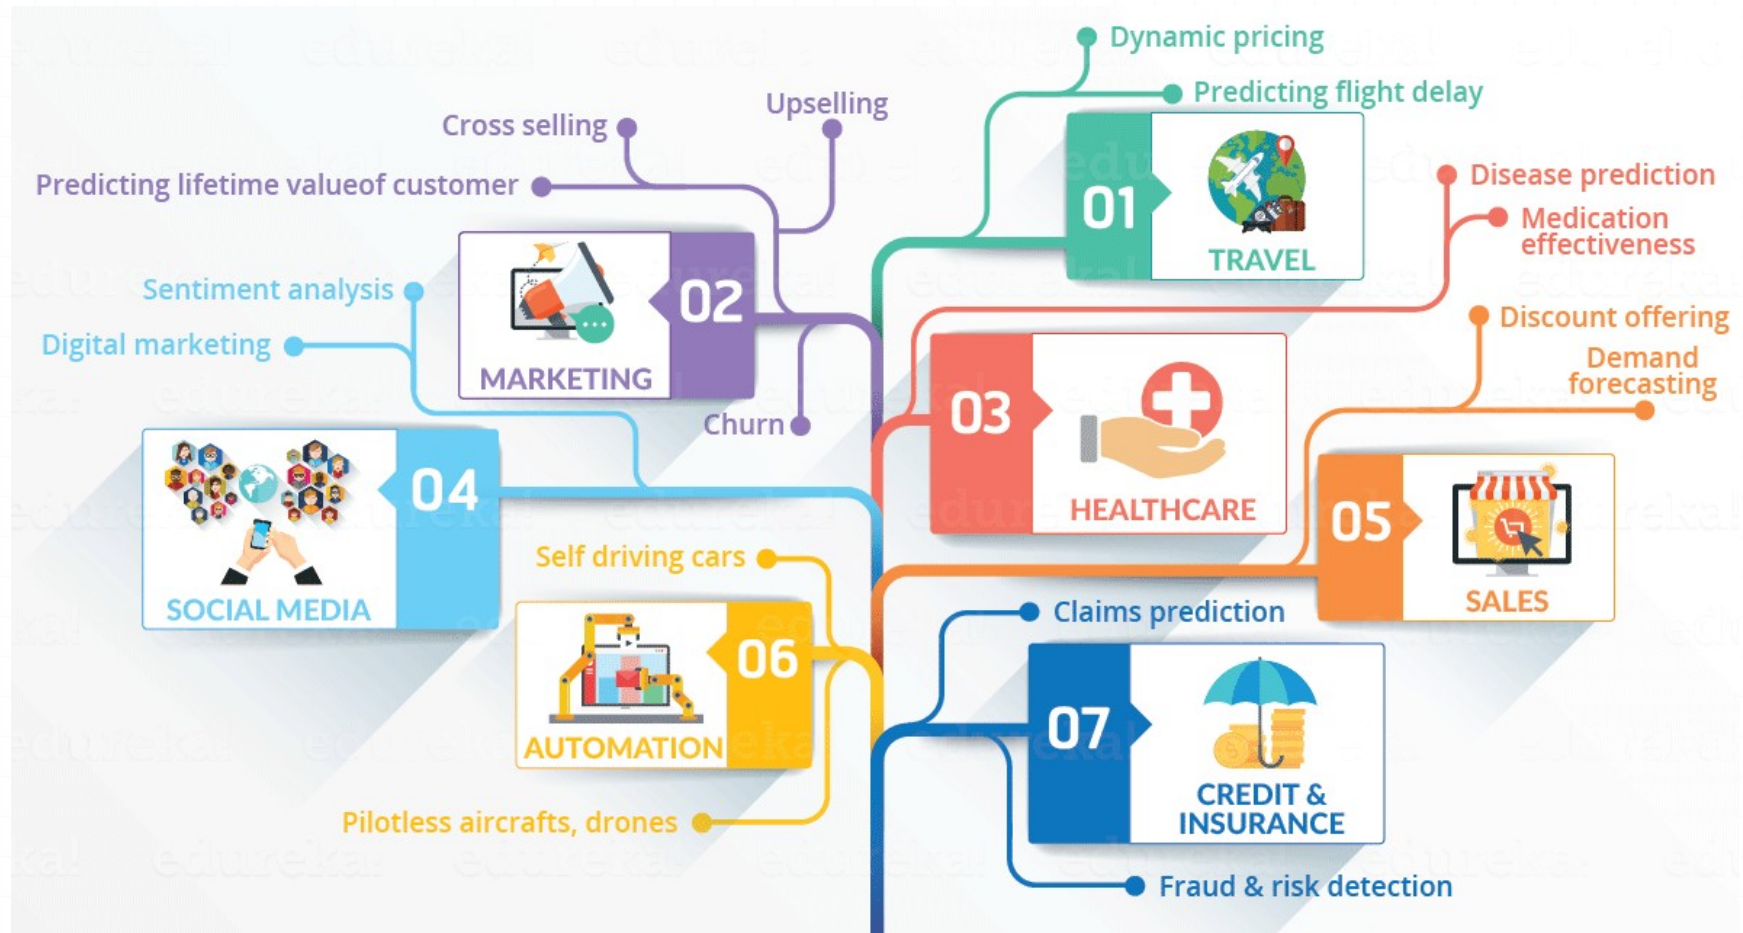 Dynamic pricing
Predicting flight delay
01
TRAVEL
Upselling
Cross selling
Predicting lifetime valueof customer
02
MARKETING
Churn
Disease prediction
Medication
effectiveness
03
HEALTHCARE
Sentiment analysis
Digital marketing
04
SOCIAL MEDIA
Discount offering
Demand
forecasting
05
SALES
Self driving cars
06
AUTOMATION
Pilotless aircrafts, drones
Claims prediction
07
CREDIT &
INSURANCE
Fraud & risk detection
edureka!